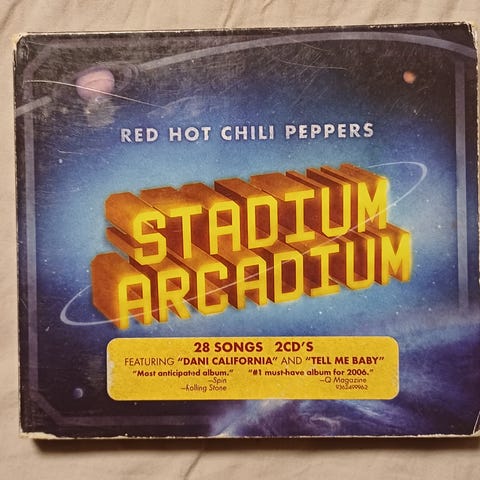 RED HOT CHILI PEPPERS
STADIUM
ARCADIUM
28 SONGS 2CD'S
FEATURING "DANI CALIFORNIA" AND "TELL ME BABY"
"Most anticipated album." "#1 must-have album for 2006."
—Spin —Q Magazine
—Rolling Stone 9362499962